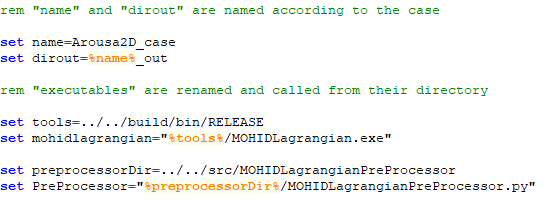 rem "name" and "dirout" are named according to the case
set name=Arousa2D_case
set dirout=%name%_out
rem "executables" are renamed and called from their directory
set tools=../../build/bin/RELEASE
set mohidlagrangian="%tools%/MOHIDLagrangian.exe"
set preprocessorDir=../../src/MOHIDLagrangianPreProcessor
set PreProcessor="%preprocessorDir%/MOHIDLagrangianPreProcessor.py"